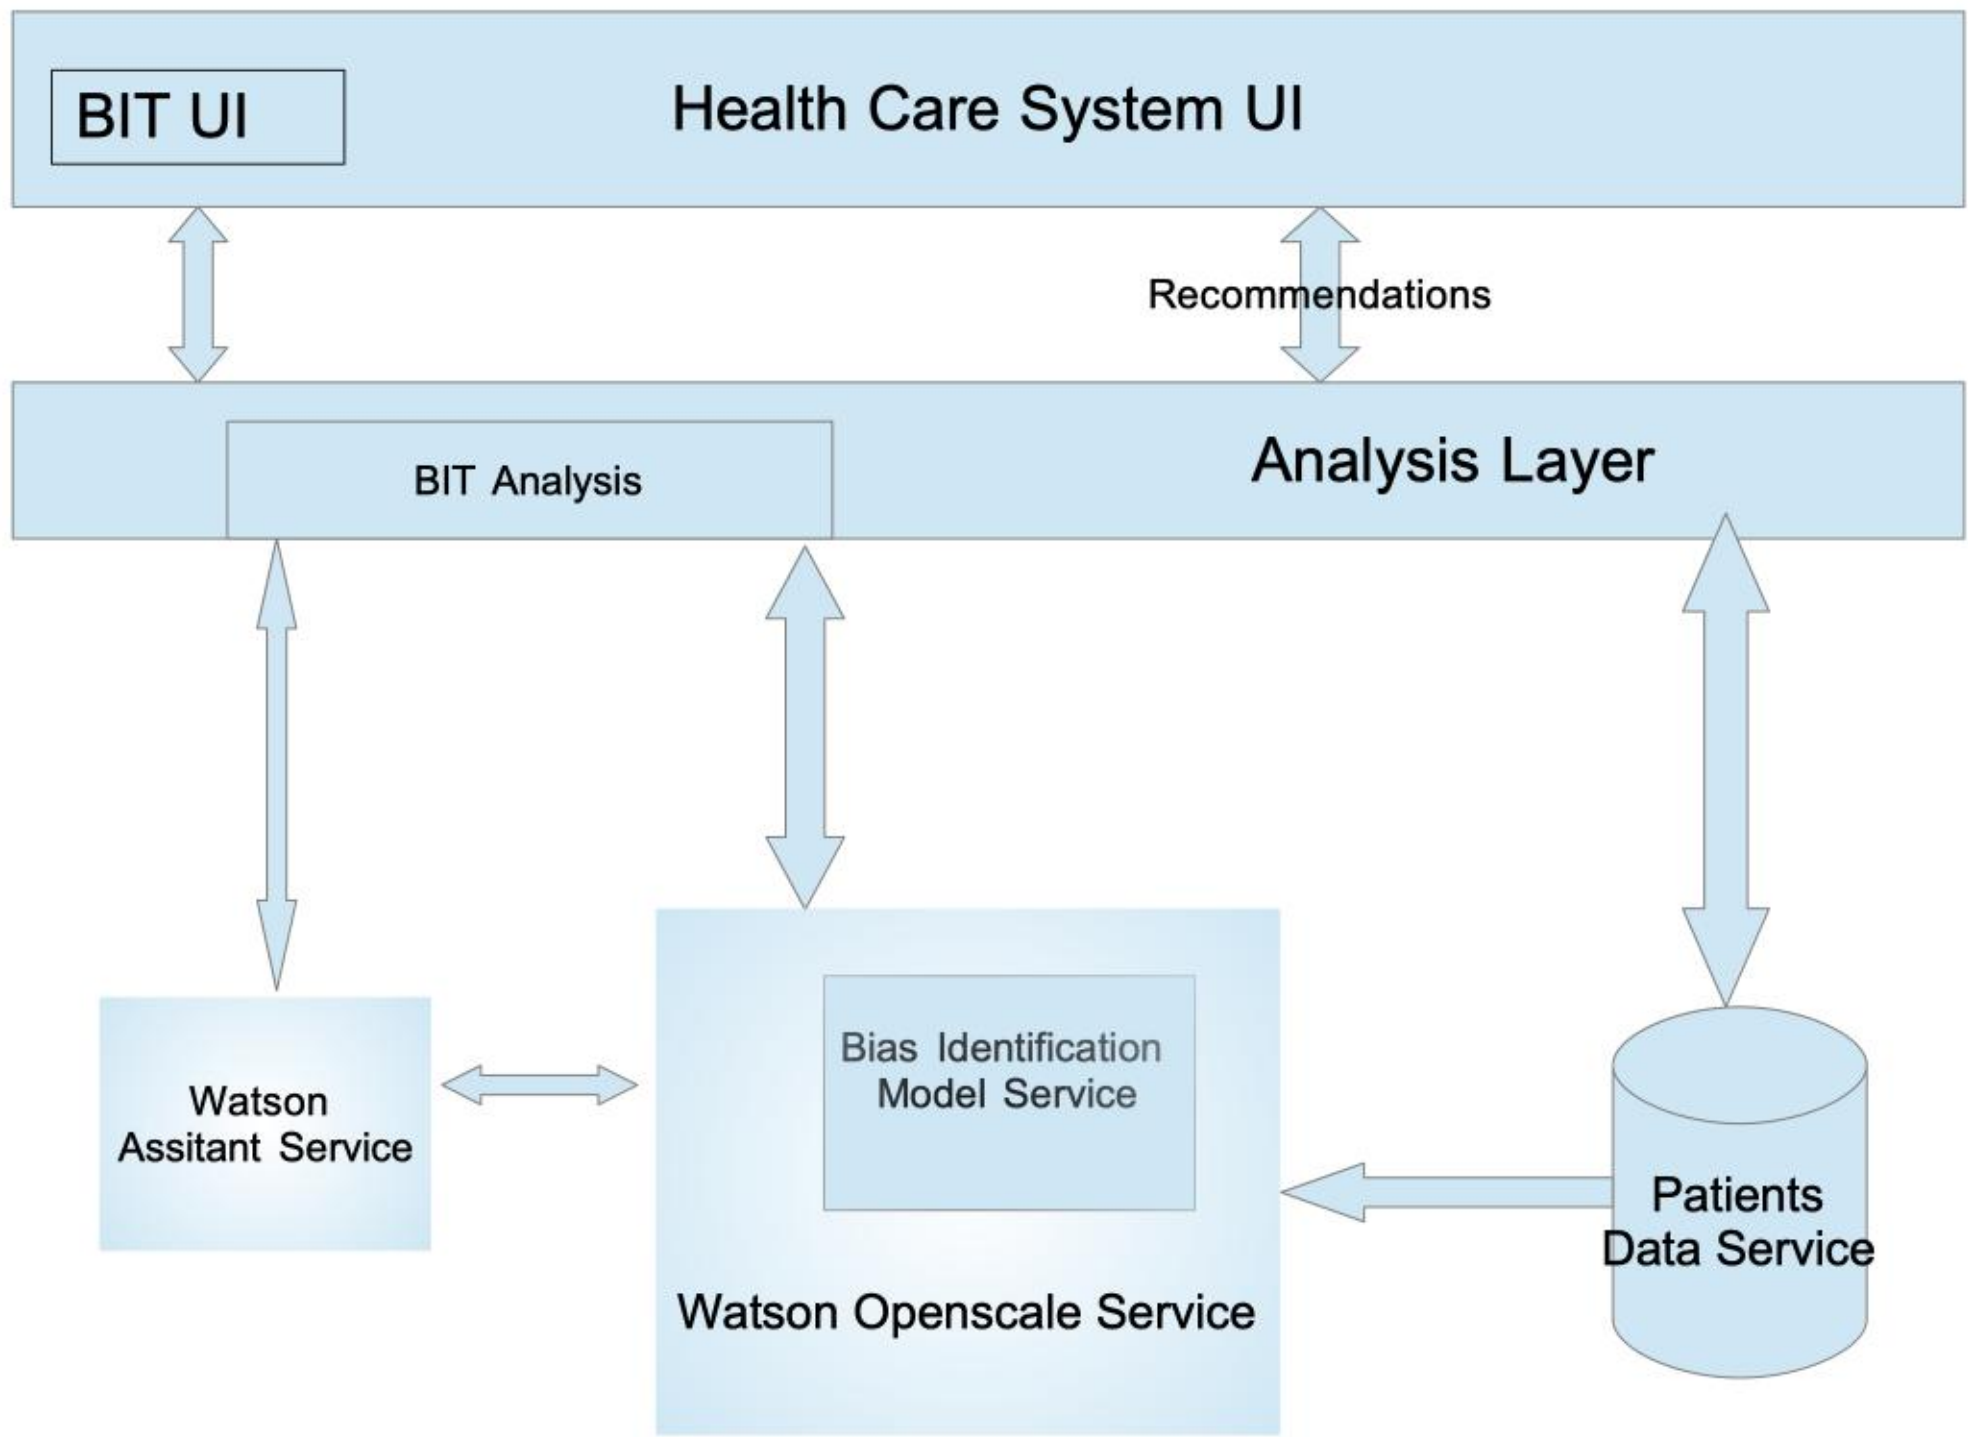 BIT UI
Health Care System UI
Recommendations
BIT Analysis
Analysis Layer
Bias Identification
Model Service
Watson
Assitant Service
Patients
Data Service
Watson Openscale Service